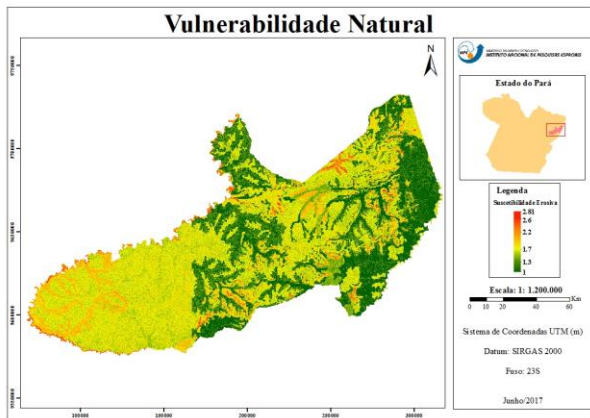 Vulnerabilidade Natural
N
INSTITUTO NACIONAL DE PESQUISAS ESPACIAIS
Estado do Pará
Legenda
Suscetibilidade Erosiva
2.81
2.6
2.2
1.7
1.3
1
Escala: 1: 1.200.000
0 10 20 40 60
Km
Sistema de Coordenadas UTM (m)
Datum: SIRGAS 2000
Fuso: 23S
Junho/2017
100000 200000